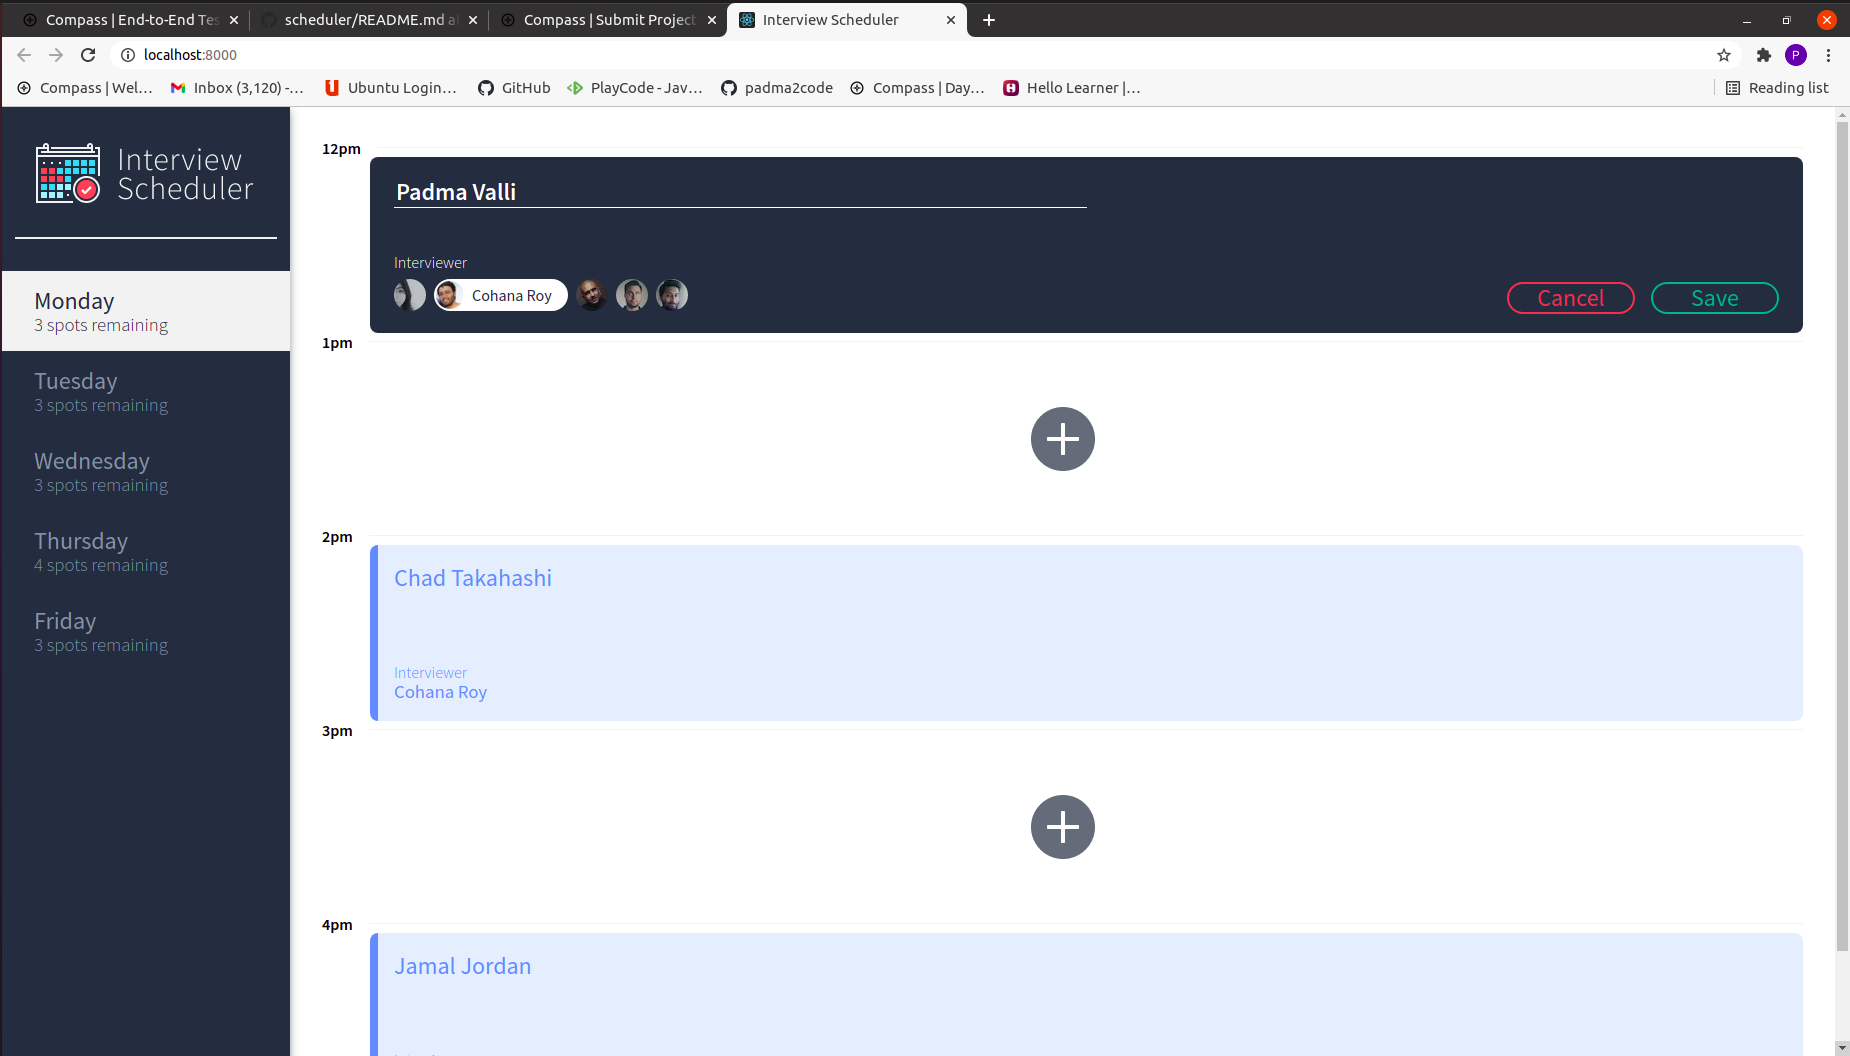 Compass | End-to-End Tes
scheduler/README.md a
Compass | Submit Project
Interview Scheduler
localhost:8000
P
Compass | Wel…
Inbox (3,120) -…
Ubuntu Login…
GitHub
PlayCode - Jav…
padma2code
Compass | Day…
Hello Learner |…
Reading list
Interview
Scheduler
Monday
3 spots remaining
Tuesday
3 spots remaining
Wednesday
3 spots remaining
Thursday
4 spots remaining
Friday
3 spots remaining
12pm
Padma Valli
Interviewer
Cohana Roy
Cancel
Save
1pm
2pm
Chad Takahashi
Interviewer
Cohana Roy
3pm
4pm
Jamal Jordan